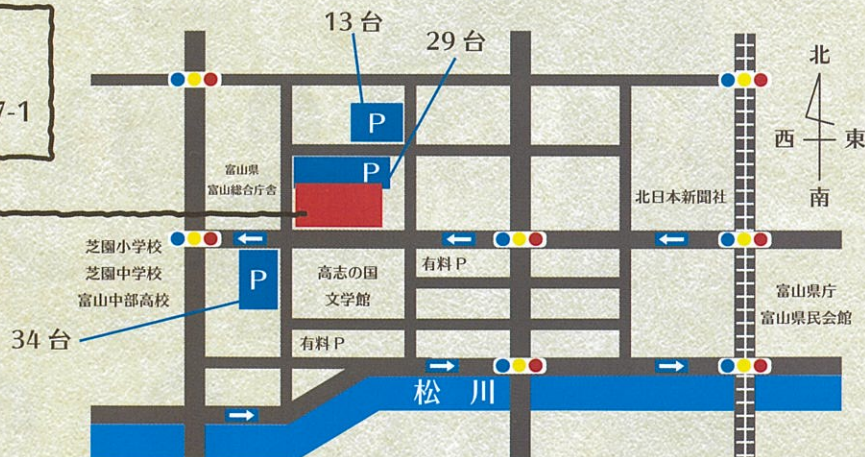 13台
29台
7-1
P
P
北
西 東
南
富山県
富山総合庁舎
北日本新聞社
芝園小学校
芝園中学校
富山中部高校
P
高志の国
文学館
有料P
富山県庁
富山県民会館
34台
有料P
松 川